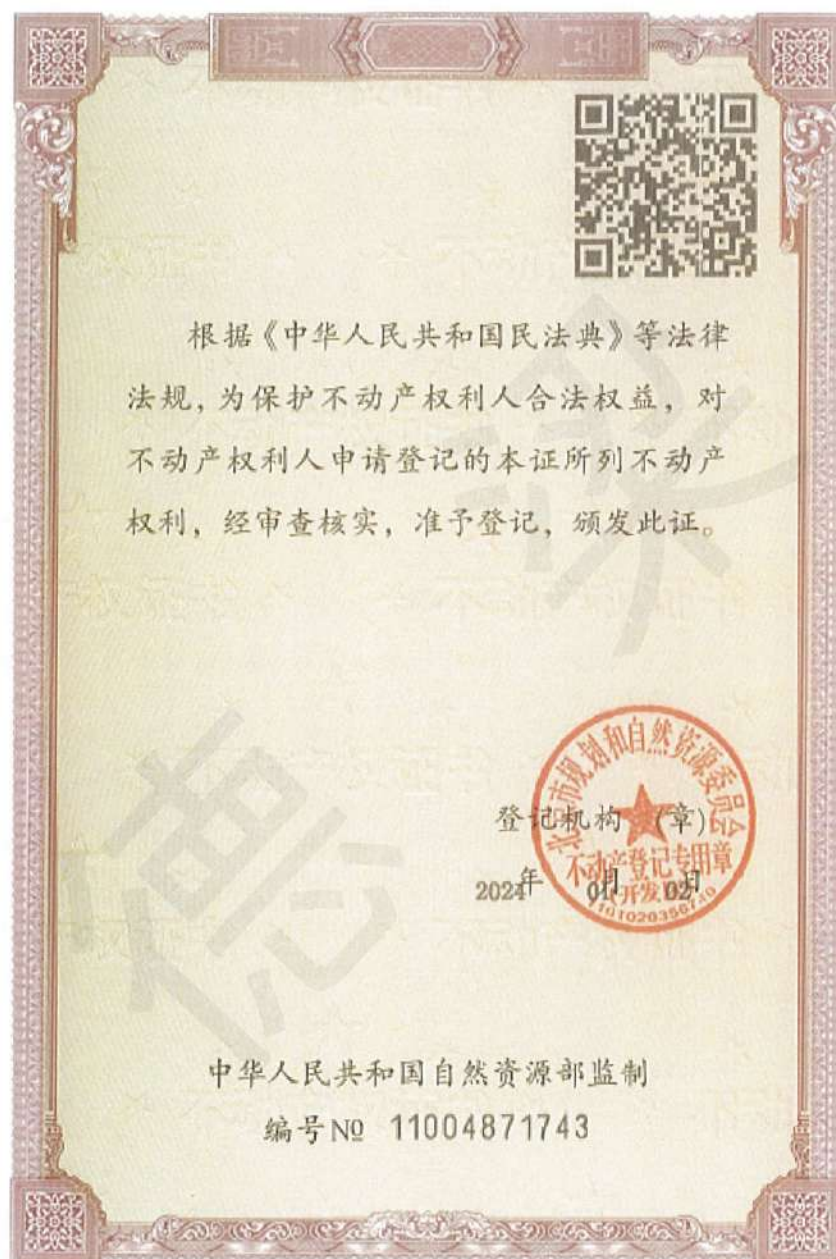 根据《中华人民共和国民法典》等法律
法规，为保护不动产权利人合法权益，对
不动产权利人申请登记的本证所列不动产
权利，经审查核实，准予登记，颁发此证。
北京市规划和自然资源委员会
登记机构（章）
不动产登记专用章
2024年01月02日
中华人民共和国自然资源部监制
编号№ 11004871743
德